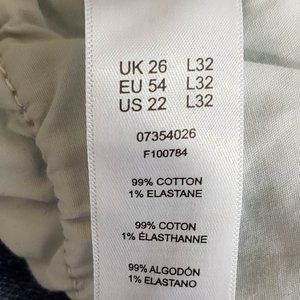 UK 26 L32
EU 54 L32
US 22 L32
07354026
F100784
99% COTTON
1% ELASTANE
99% COTON
1% ÉLASTHANNE
99% ALGODÓN
1% ELASTANO